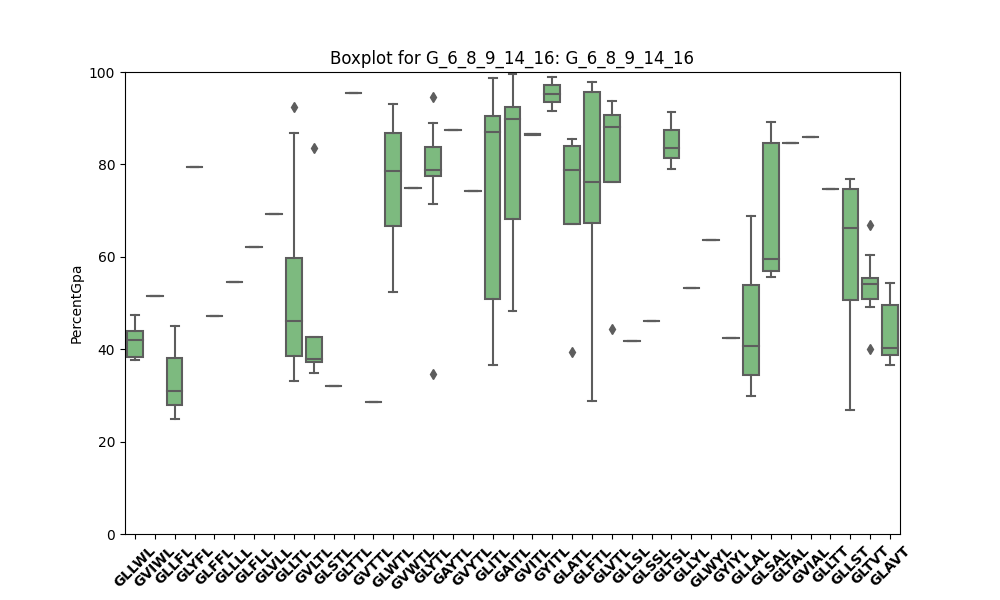 Boxplot for G_6_8_9_14_16: G_6_8_9_14_16
PercentGpa
100
80
60
40
20
0
GLLWL
GVIWL
GLLFL
GLYFL
GLFFL
GLLLL
GLFLL
GLVLL
GLLTL
GVLTL
GLSTL
GLTTL
GVTTL
GLWTL
GVWTL
GLYTL
GAYTL
GVYTL
GLITL
GAITL
GVITL
GYITL
GLATL
GLFTL
GLVTL
GLLSL
GLSSL
GLTSL
GLLYL
GLWYL
GYIYL
GLLAL
GLSAL
GLTAL
GVIAL
GLLTT
GLLST
GLTVT
GLAVT